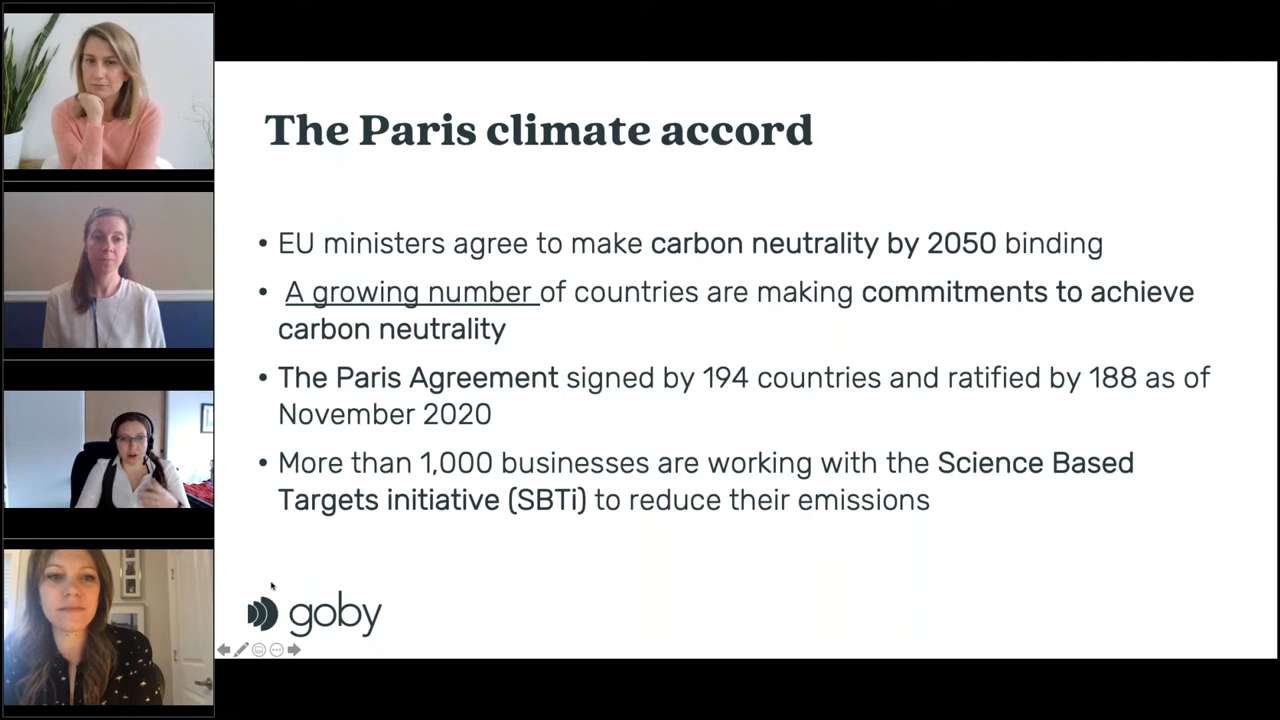 The Paris climate accord
• EU ministers agree to make carbon neutrality by 2050 binding
• A growing number of countries are making commitments to achieve
carbon neutrality
• The Paris Agreement signed by 194 countries and ratified by 188 as of
November 2020
• More than 1,000 businesses are working with the Science Based
Targets initiative (SBTi) to reduce their emissions
goby